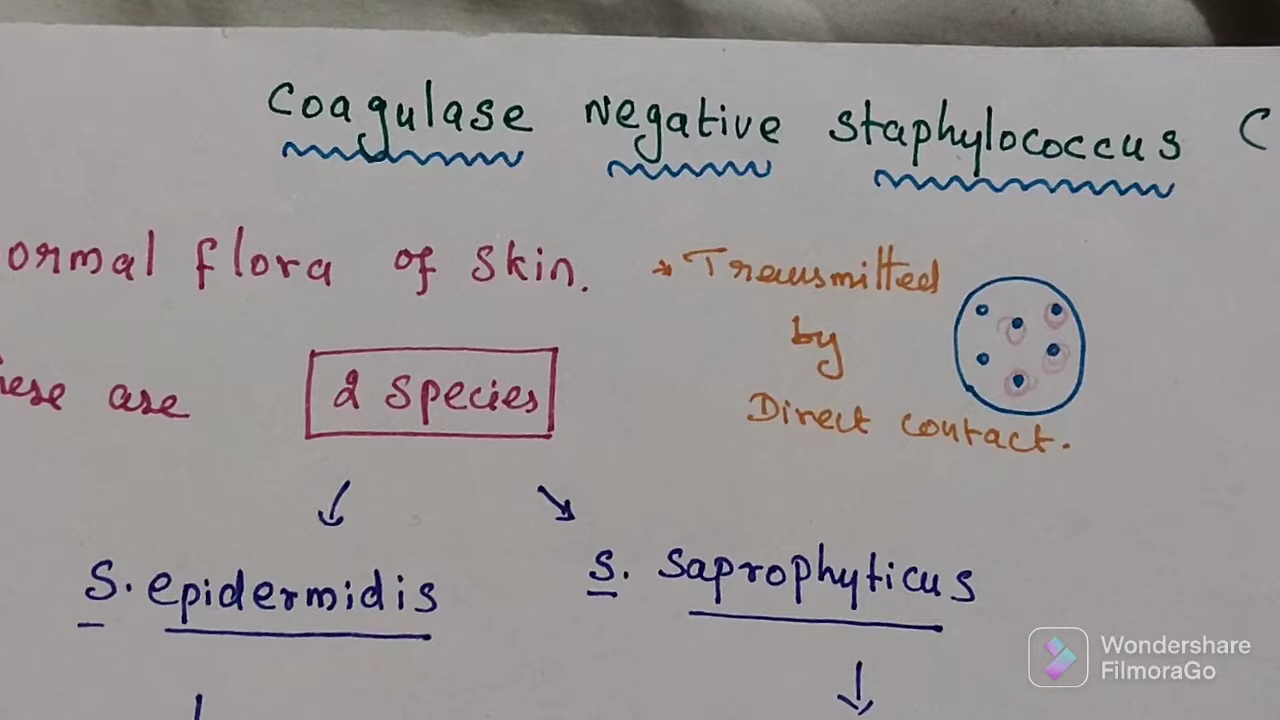 Coagulase negative staphylococcus (
ormal flora of skin.
→ Transmitted
by
Direct contact.
ese are 2 species
S. epidermidis
S. saprophyticus
Wondershare
FilmoraGo